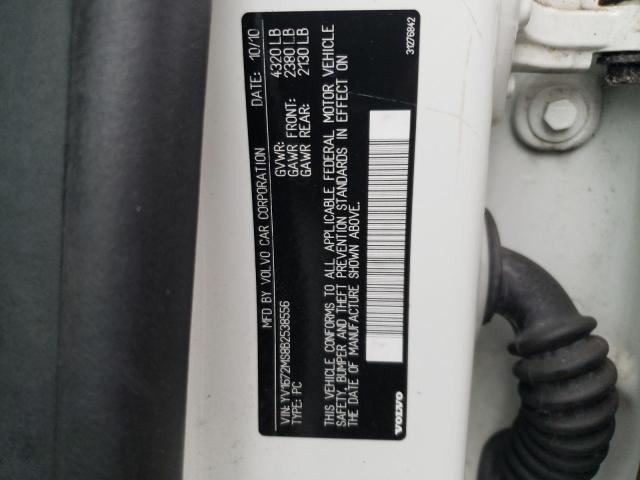 MFD BY VOLVO CAR CORPORATION DATE: 10/10
GVWR: 4320 LB
GAWR FRONT: 2380 LB
GAWR REAR: 2130 LB
VIN: YV1672MS8B2538556
TYPE: PC
THIS VEHICLE CONFORMS TO ALL APPLICABLE FEDERAL MOTOR VEHICLE
SAFETY, BUMPER AND THEFT PREVENTION STANDARDS IN EFFECT ON
THE DATE OF MANUFACTURE SHOWN ABOVE.
VOLVO
31276842